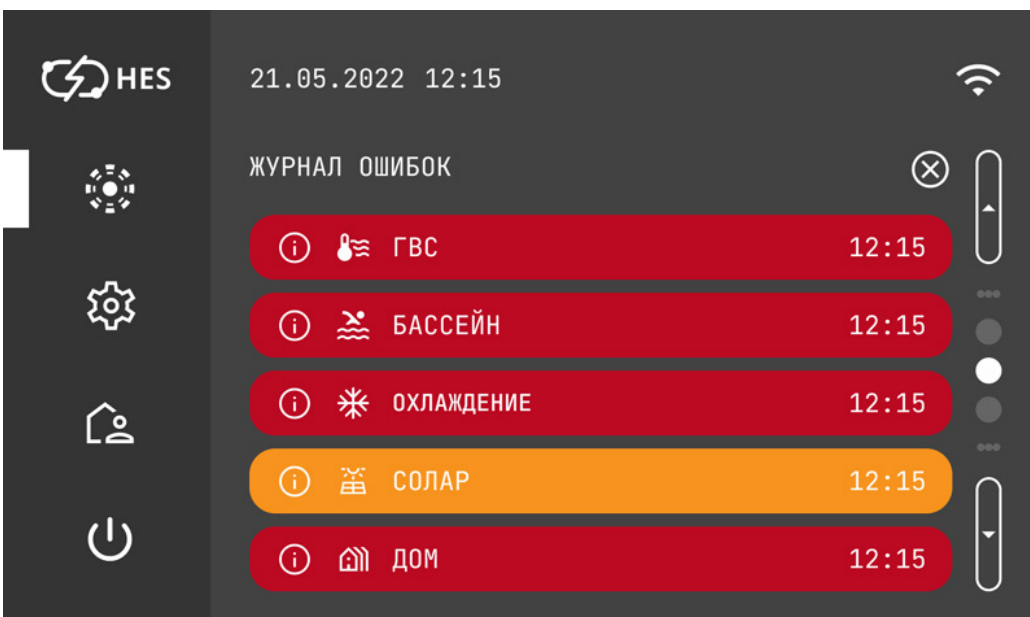 HES
21.05.2022 12:15
ЖУРНАЛ ОШИБОК
ГВС 12:15
БАССЕЙН 12:15
ОХЛАЖДЕНИЕ 12:15
СОЛАР 12:15
ДОМ 12:15